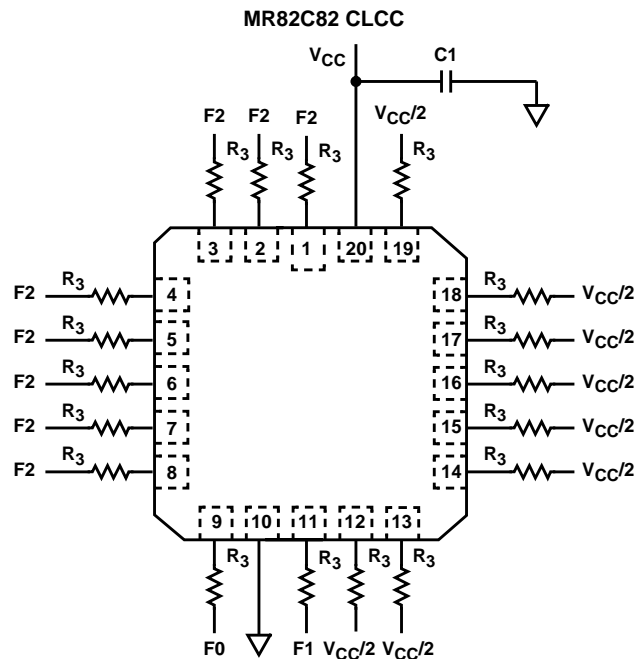 MR82C82 CLCC
VCC C1
F2 F2 F2 VCC/2
R3 R3 R3 R3
3 2 1 20 19
F2 R3 4 18 R3 VCC/2
F2 R3 5 17 R3 VCC/2
F2 R3 6 16 R3 VCC/2
F2 R3 7 15 R3 VCC/2
F2 R3 8 14 R3 VCC/2
9 10 11 12 13
R3 R3 R3 R3
F0 F1 VCC/2 VCC/2